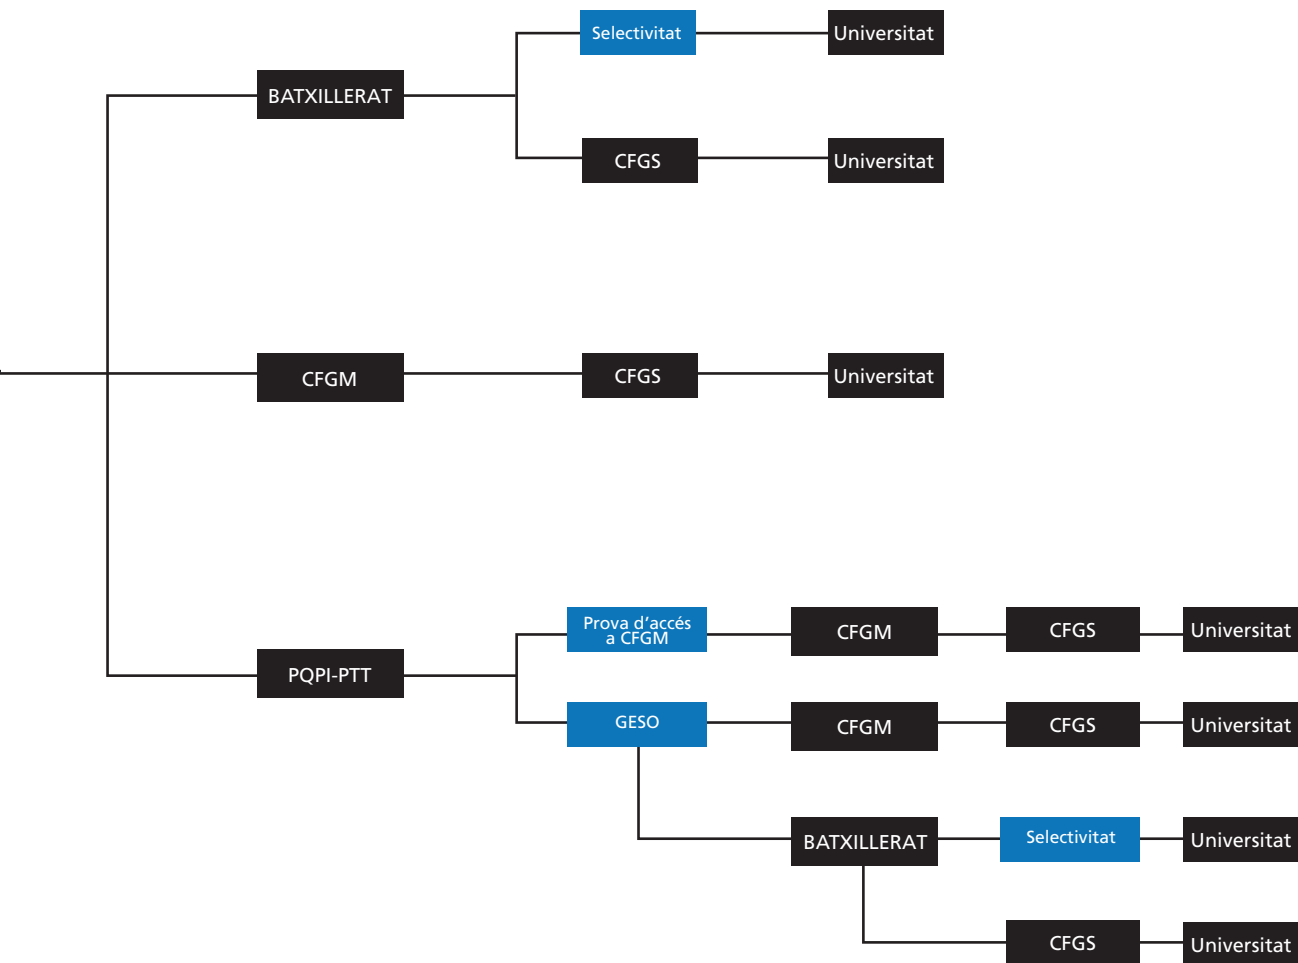 Selectivitat
Universitat
BATXILLERAT
CFGS
Universitat
CFGM
CFGS
Universitat
Prova d’accés
a CFGM
CFGM
CFGS
Universitat
PQPI-PTT
GESO
CFGM
CFGS
Universitat
BATXILLERAT
Selectivitat
Universitat
CFGS
Universitat